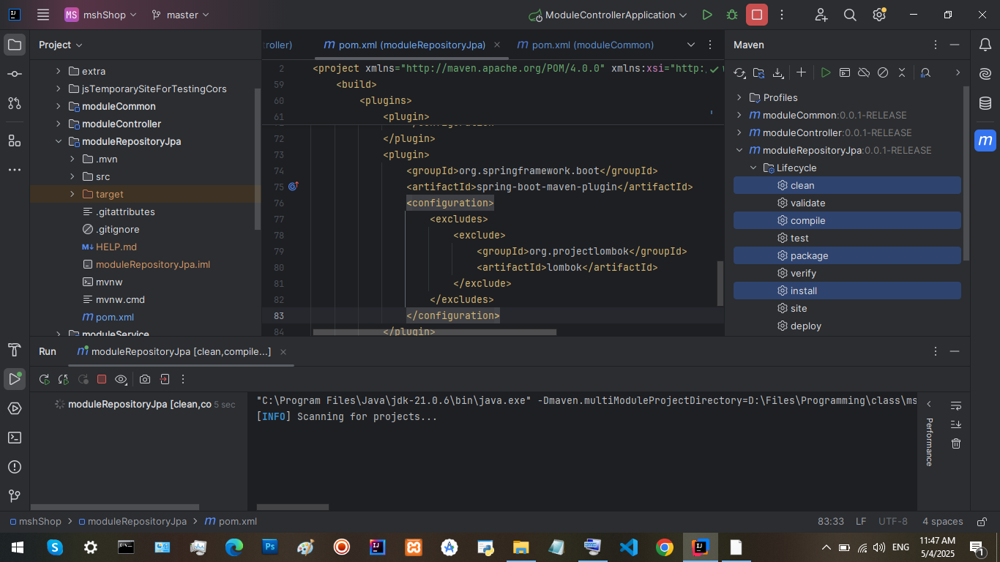 MS mshShop master ModuleControllerApplication
Project
extra
jsTemporarySiteForTestingCors
moduleCommon
moduleController
moduleRepositoryJpa
.mvn
src
target
.gitattributes
.gitignore
HELP.md
moduleRepositoryJpa.iml
mvnw
mvnw.cmd
pom.xml
moduleService
roller) pom.xml (moduleRepositoryJpa) pom.xml (moduleCommon)
2 <project xmlns="http://maven.apache.org/POM/4.0.0" xmlns:xsi="http:/
59 <build>
60 <plugins>
61 <plugin>
72 </plugin>
73 <plugin>
74 <groupId>org.springframework.boot</groupId>
75 <artifactId>spring-boot-maven-plugin</artifactId>
76 <configuration>
77 <excludes>
78 <exclude>
79 <groupId>org.projectlombok</groupId>
80 <artifactId>lombok</artifactId>
81 </exclude>
82 </excludes>
83 </configuration>
84 </plugin>
Maven
Profiles
moduleCommon:0.0.1-RELEASE
moduleController:0.0.1-RELEASE
moduleRepositoryJpa:0.0.1-RELEASE
Lifecycle
clean
validate
compile
test
package
verify
install
site
deploy
Run moduleRepositoryJpa [clean,compile...]
moduleRepositoryJpa [clean,co 5 sec
"C:\Program Files\Java\jdk-21.0.6\bin\java.exe" -Dmaven.multiModuleProjectDirectory=D:\Files\Programming\class\ms
[INFO] Scanning for projects...
Performance
mshShop > moduleRepositoryJpa > pom.xml 83:33 LF UTF-8 4 spaces
ENG 11:47 AM
5/4/2025
1